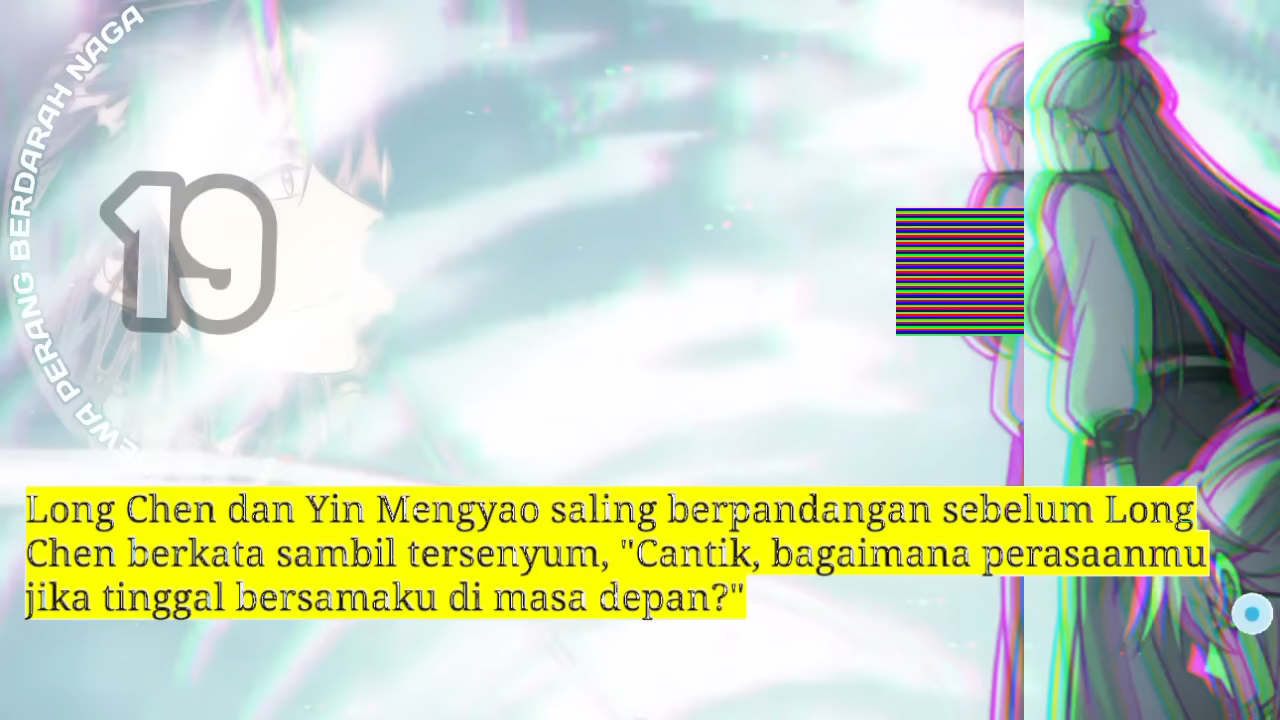 EWA PERANG BERDARAH NAGA
19
Long Chen dan Yin Mengyao saling berpandangan sebelum Long
Chen berkata sambil tersenyum, "Cantik, bagaimana perasaanmu
jika tinggal bersamaku di masa depan?"